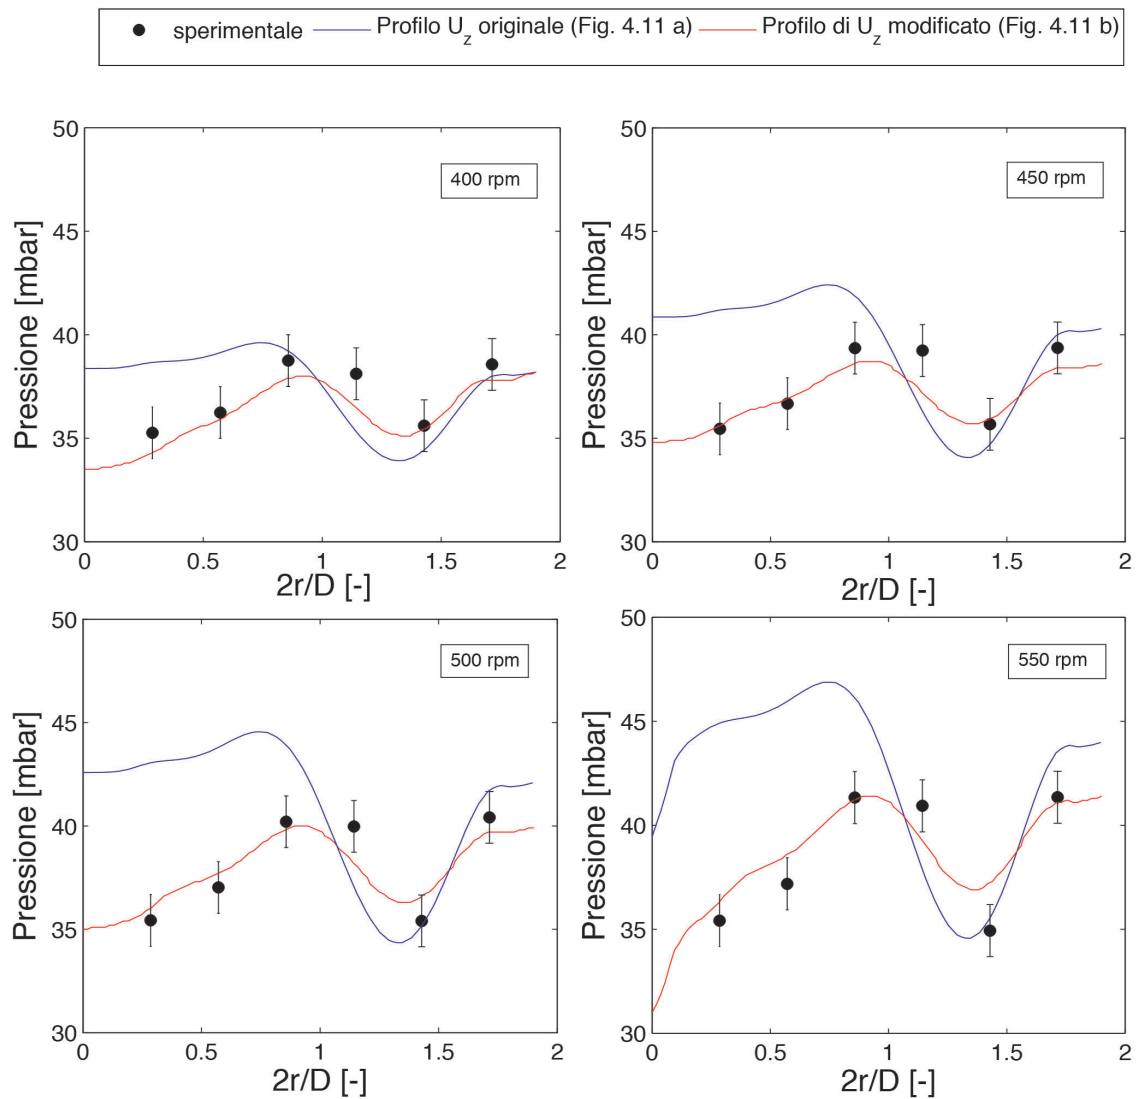 sperimentale Profilo U_z originale (Fig. 4.11 a) Profilo di U_z modificato (Fig. 4.11 b)
50
45
40
35
30
0 0.5 1 1.5 2
Pressione [mbar]
2r/D [-]
400 rpm
50
45
40
35
30
0 0.5 1 1.5 2
Pressione [mbar]
2r/D [-]
450 rpm
50
45
40
35
30
0 0.5 1 1.5 2
Pressione [mbar]
2r/D [-]
500 rpm
50
45
40
35
30
0 0.5 1 1.5 2
Pressione [mbar]
2r/D [-]
550 rpm